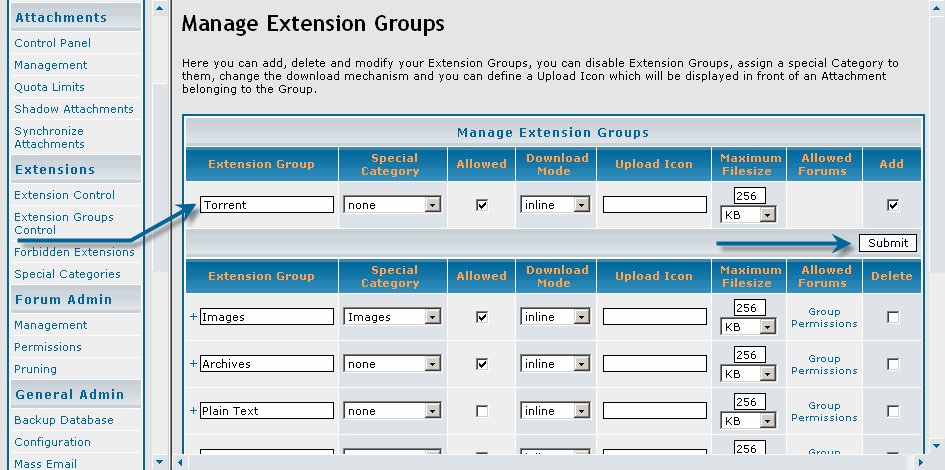 Attachments
Control Panel
Management
Quota Limits
Shadow Attachments
Synchronize
Attachments
Extensions
Extension Control
Extension Groups
Control
Forbidden Extensions
Special Categories
Forum Admin
Management
Permissions
Pruning
General Admin
Backup Database
Configuration
Mass Email
Manage Extension Groups
Here you can add, delete and modify your Extension Groups, you can disable Extension Groups, assign a special Category to
them, change the download mechanism and you can define a Upload Icon which will be displayed in front of an Attachment
belonging to the Group.
Manage Extension Groups
Extension Group Special Category Allowed Download Mode Upload Icon Maximum Filesize Allowed Forums Add
Torrent none inline 256 KB
Submit
Extension Group Special Category Allowed Download Mode Upload Icon Maximum Filesize Allowed Forums Delete
+ Images Images inline 256 KB Group Permissions
+ Archives none inline 256 KB Group Permissions
+ Plain Text none inline 256 KB Group Permissions
256